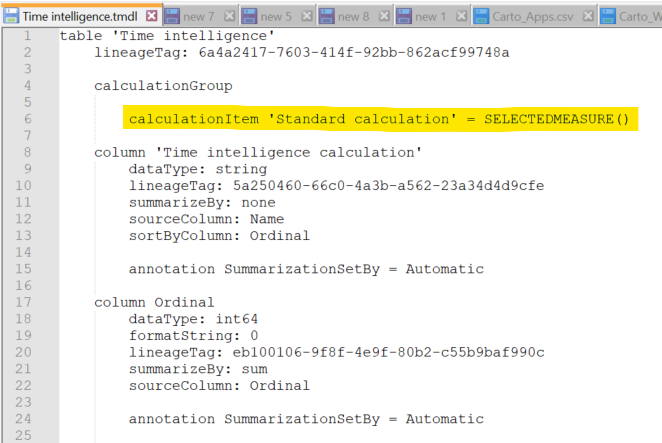 Time intelligence.tmdl new 7 new 5 new 8 new 1 Carto_Apps.csv Carto_W
1 table 'Time intelligence'
2 lineageTag: 6a4a2417-7603-414f-92bb-862acf99748a
3
4 calculationGroup
5
6 calculationItem 'Standard calculation' = SELECTEDMEASURE()
7
8 column 'Time intelligence calculation'
9 dataType: string
10 lineageTag: 5a250460-66c0-4a3b-a562-23a34d4d9cfe
11 summarizeBy: none
12 sourceColumn: Name
13 sortByColumn: Ordinal
14
15 annotation SummarizationSetBy = Automatic
16
17 column Ordinal
18 dataType: int64
19 formatString: 0
20 lineageTag: eb100106-9f8f-4e9f-80b2-c55b9baf990c
21 summarizeBy: sum
22 sourceColumn: Ordinal
23
24 annotation SummarizationSetBy = Automatic
25